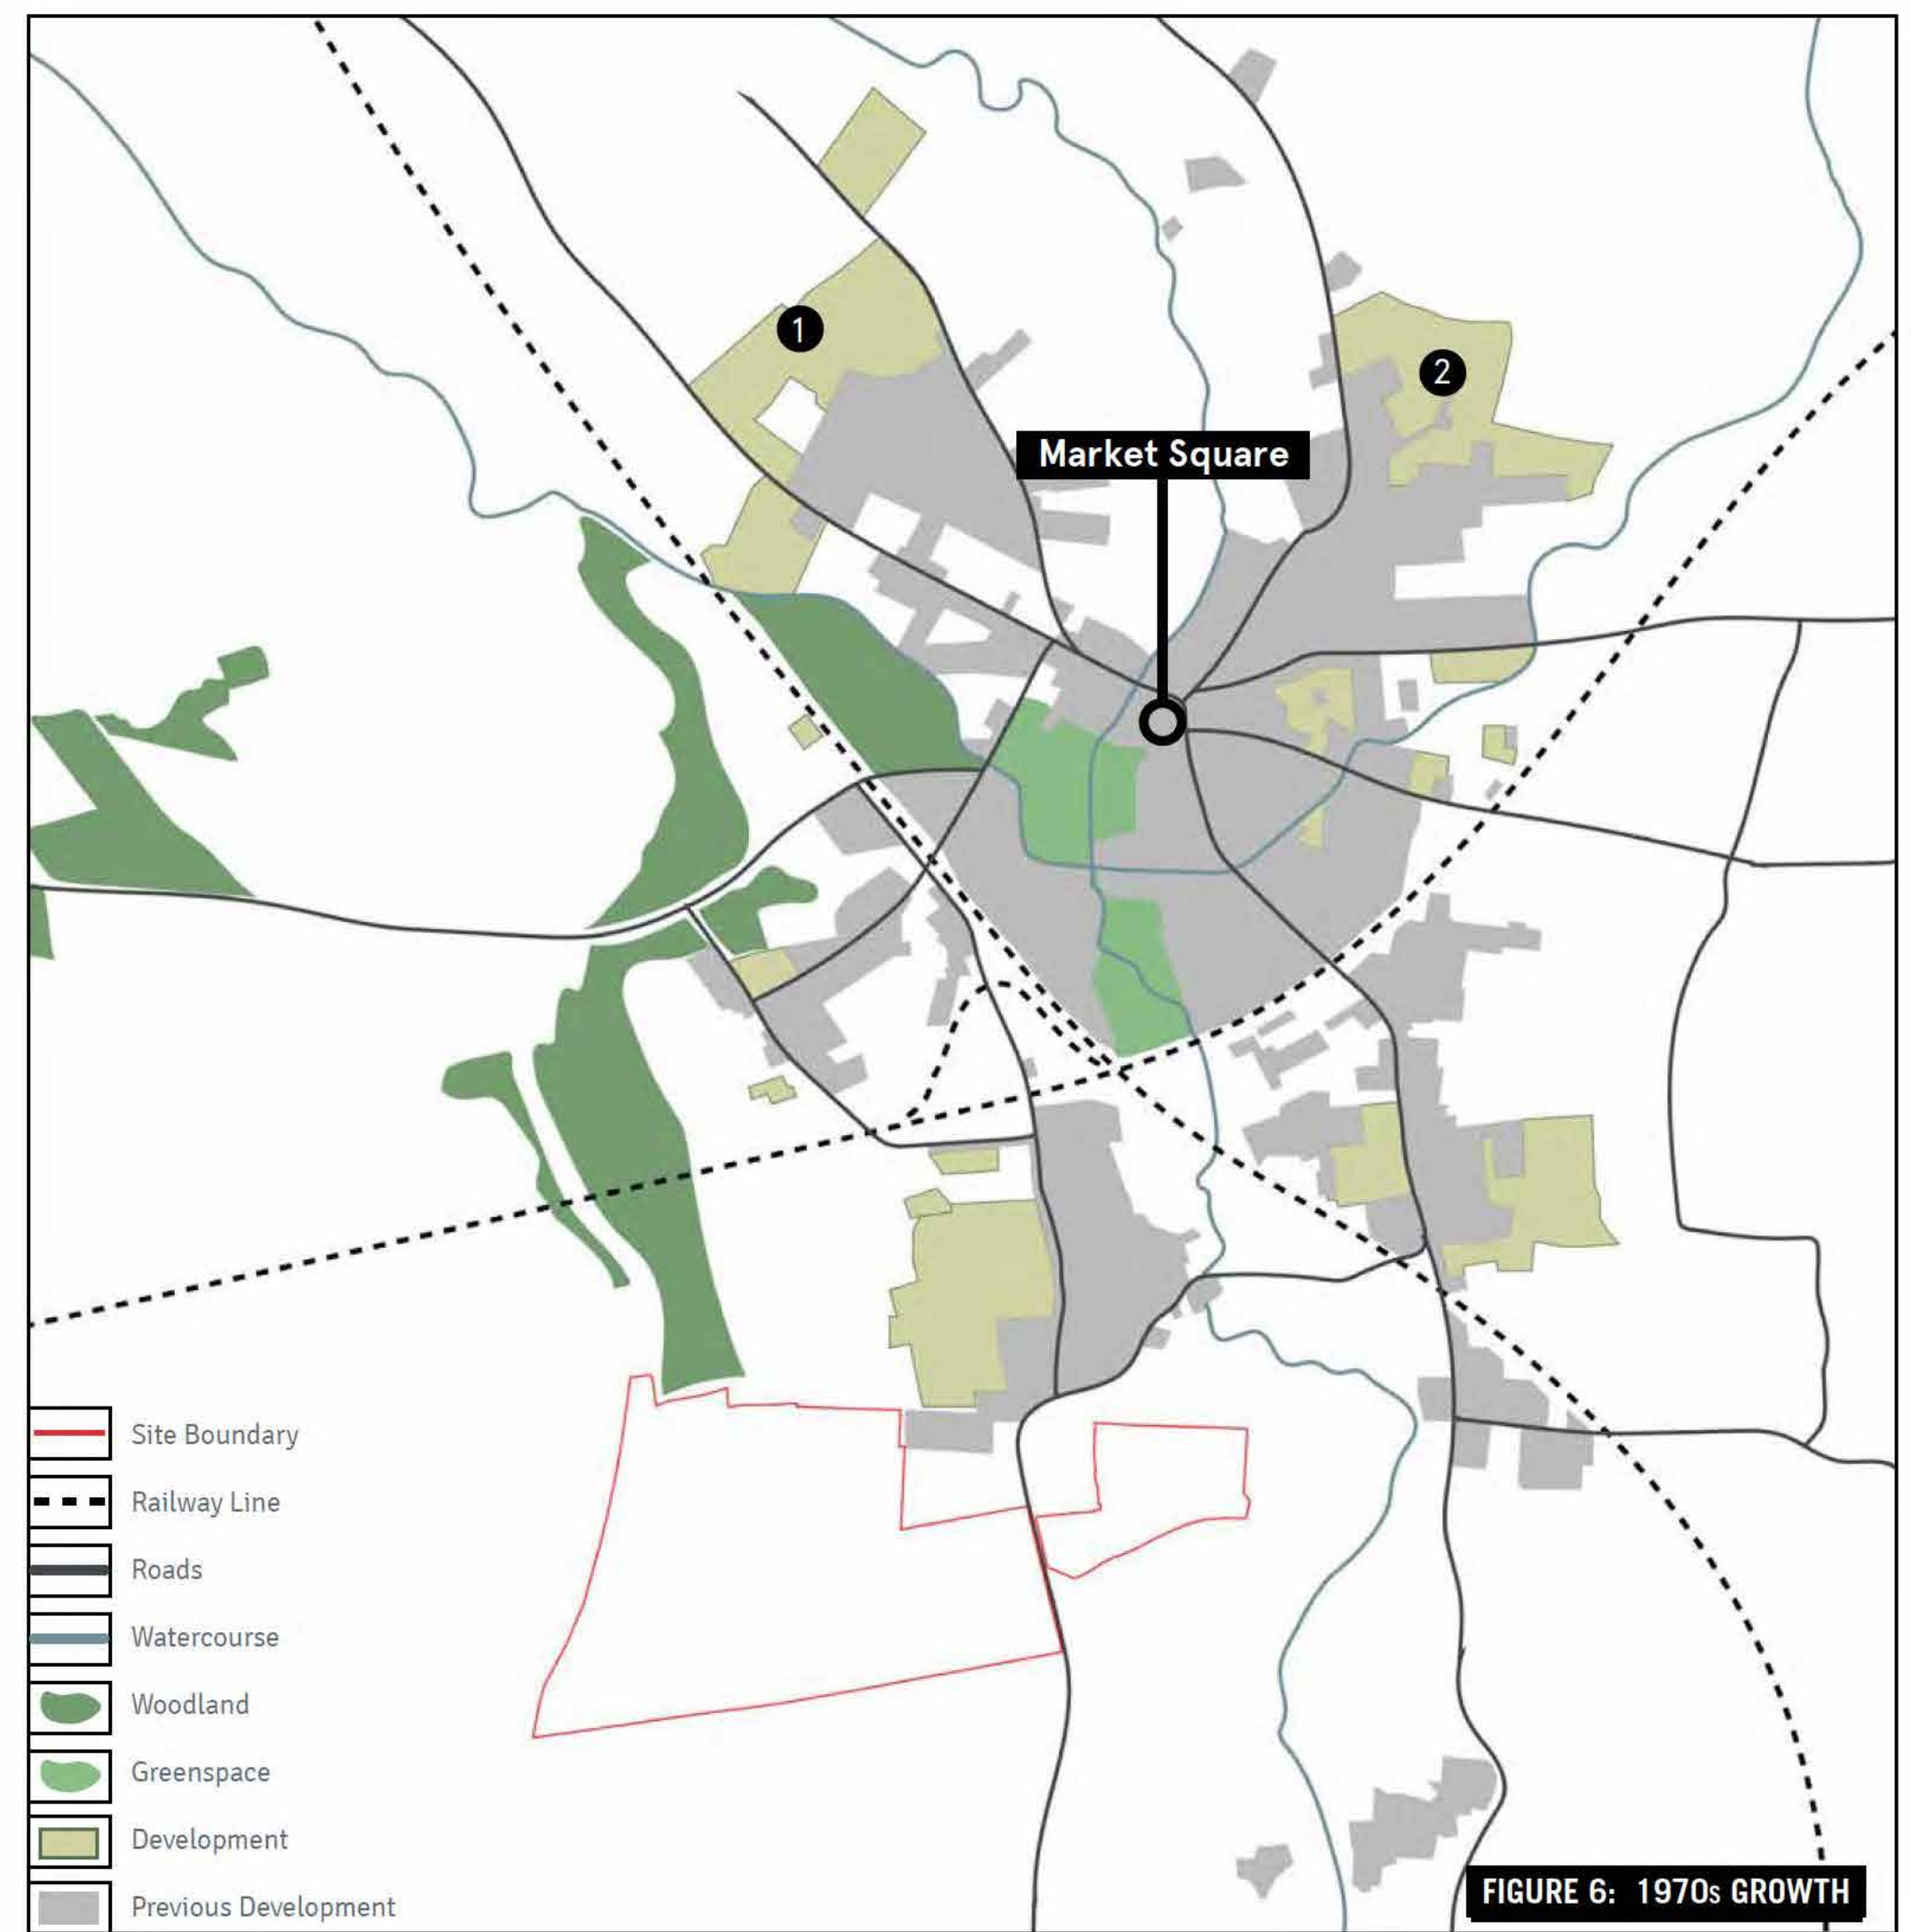 1
2
Market Square
Site Boundary
Railway Line
Roads
Watercourse
Woodland
Greenspace
Development
Previous Development
FIGURE 6: 1970s GROWTH